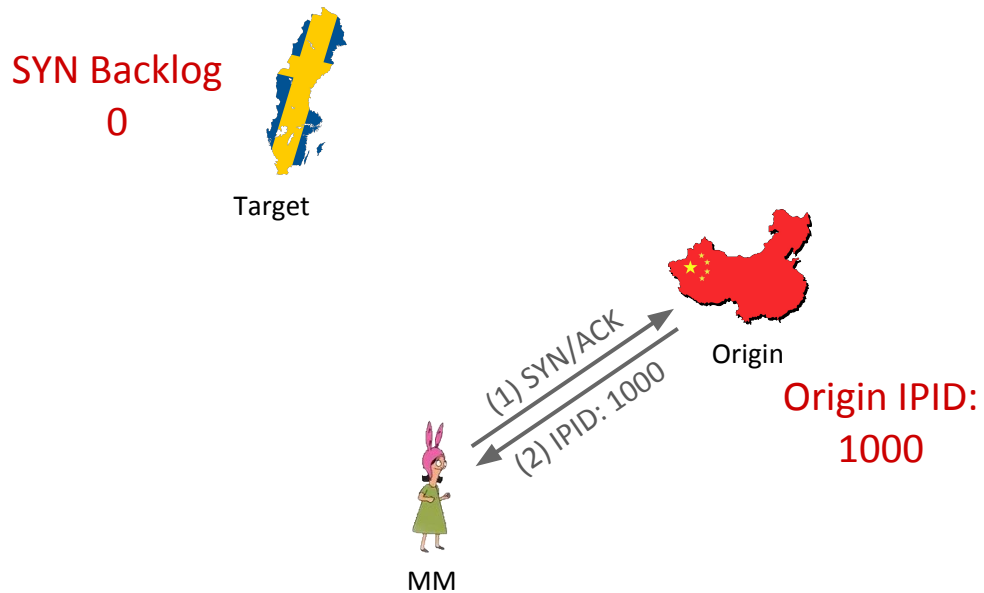 SYN Backlog
0
Target
(1) SYN/ACK
(2) IPID: 1000
Origin
Origin IPID:
1000
MM